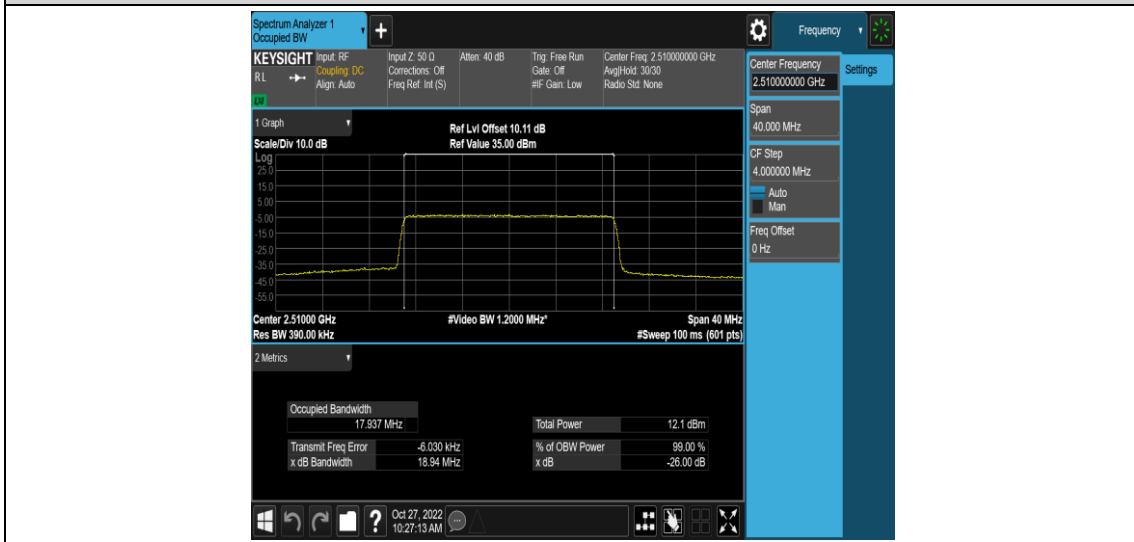 Spectrum Analyzer 1
Occupied BW
+
Frequency
KEYSIGHT
RL
LXI
Input: RF
Coupling: DC
Align: Auto
Input Z: 50 Ω
Corrections: Off
Freq Ref: Int (S)
Atten: 40 dB
Trig: Free Run
Gate: Off
#IF Gain: Low
Center Freq: 2.510000000 GHz
Avg|Hold: 30/30
Radio Std: None
Center Frequency
2.510000000 GHz
Settings
Span
40.000 MHz
CF Step
4.000000 MHz
Auto
Man
Freq Offset
0 Hz
1 Graph
Scale/Div 10.0 dB
Ref Lvl Offset 10.11 dB
Ref Value 35.00 dBm
Log
25.0
15.0
5.00
-5.00
-15.0
-25.0
-35.0
-45.0
-55.0
Center 2.51000 GHz
#Video BW 1.2000 MHz*
Span 40 MHz
Res BW 390.00 kHz
#Sweep 100 ms (601 pts)
2 Metrics
Occupied Bandwidth
17.937 MHz
Total Power 12.1 dBm
Transmit Freq Error -6.030 kHz
% of OBW Power 99.00 %
x dB Bandwidth 18.94 MHz
x dB -26.00 dB
?
Oct 27, 2022
10:27:13 AM